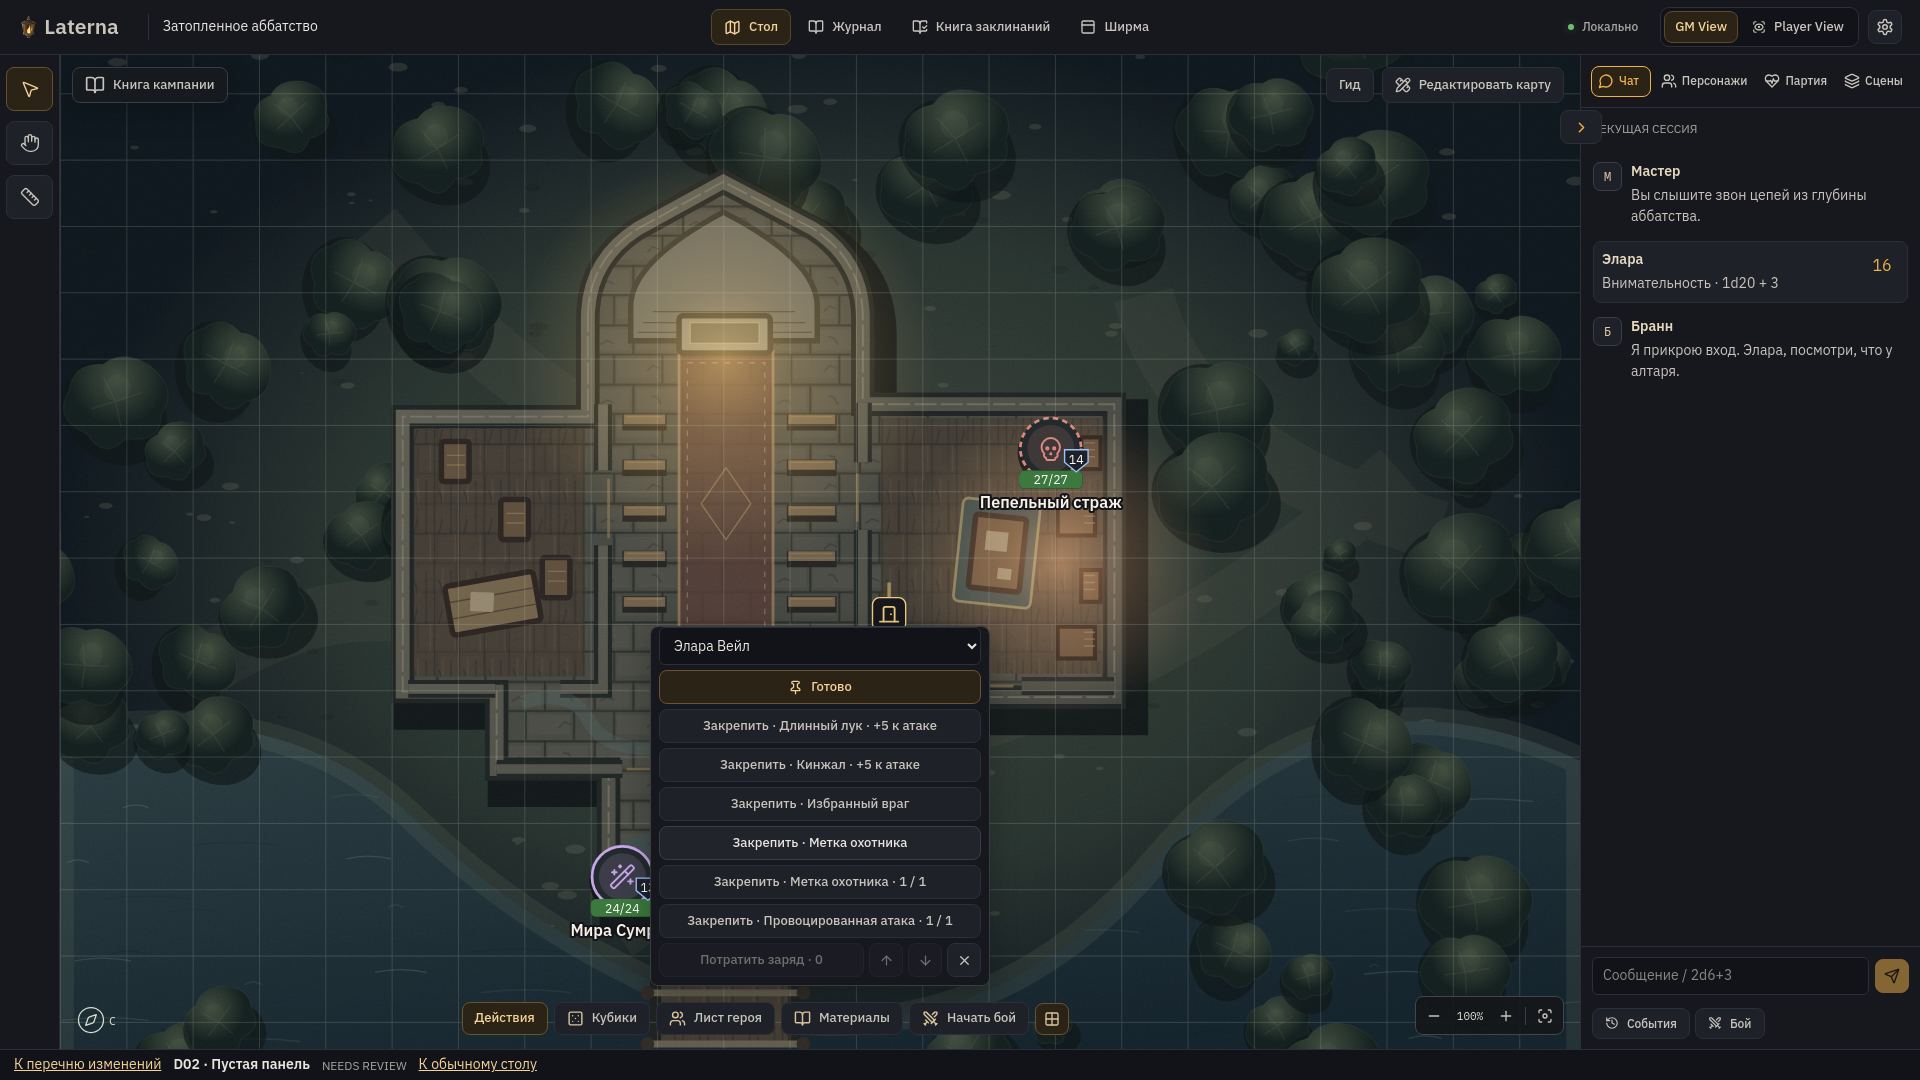 Laterna
Затопленное аббатство
Стол
Журнал
Книга заклинаний
Ширма
Локально
GM View
Player View
Книга кампании
Гид
Редактировать карту
Чат
Персонажи
Партия
Сцены
ЕКУЩАЯ СЕССИЯ
М
Мастер
Вы слышите звон цепей из глубины
аббатства.
Элара
16
Внимательность · 1d20 + 3
Б
Бранн
Я прикрою вход. Элара, посмотри, что у
алтаря.
14
27/27
Пепельный страж
Элара Вейл
Готово
Закрепить · Длинный лук · +5 к атаке
Закрепить · Кинжал · +5 к атаке
Закрепить · Избранный враг
Закрепить · Метка охотника
Закрепить · Метка охотника · 1 / 1
Закрепить · Провоцированная атака · 1 / 1
Потратить заряд · 0
24/24
Мира Сум
С
Действия
Кубики
Лист героя
Материалы
Начать бой
100%
Сообщение / 2d6+3
События
Бой
К перечню изменений
D02 · Пустая панель
NEEDS REVIEW
К обычному столу